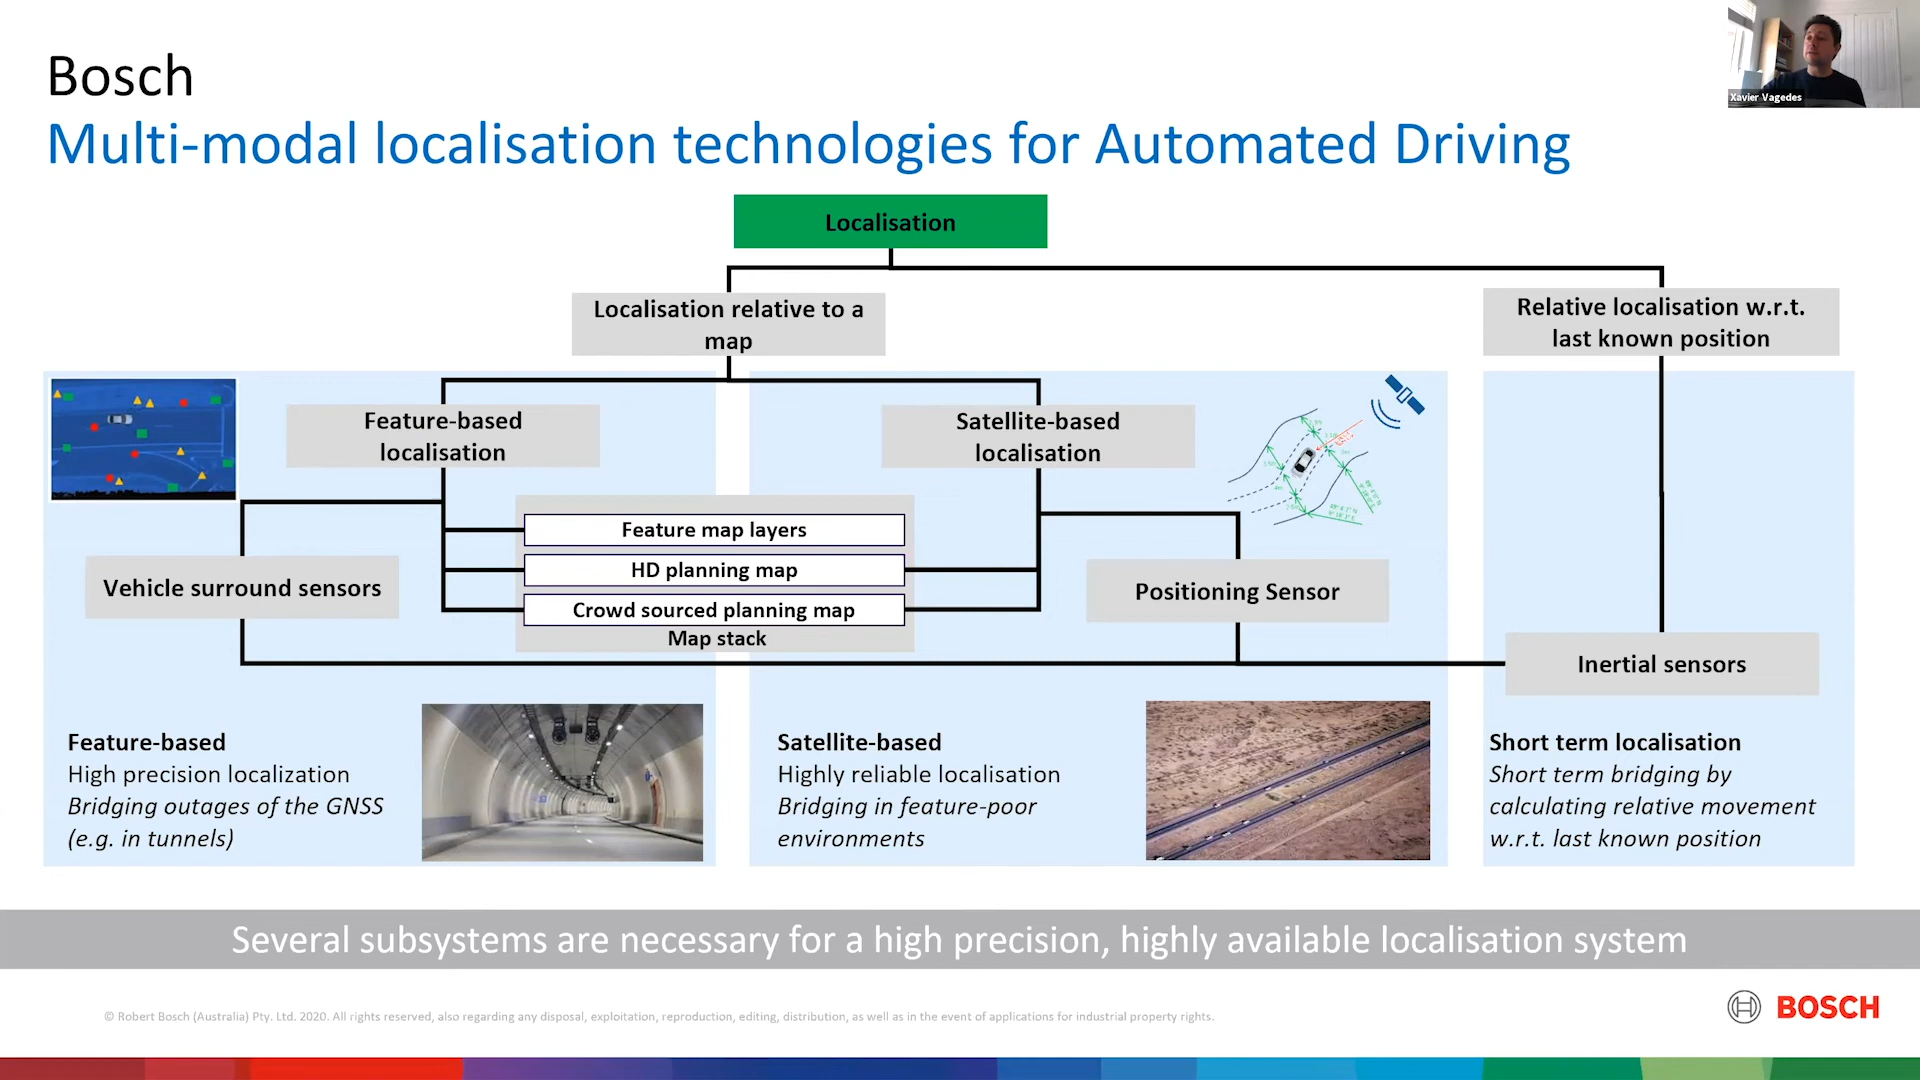 Bosch
Multi-modal localisation technologies for Automated Driving
Xavier Vagedes
Localisation
Localisation relative to a
map
Relative localisation w.r.t.
last known position
Feature-based
localisation
Satellite-based
localisation
Feature map layers
HD planning map
Crowd sourced planning map
Map stack
Vehicle surround sensors
Positioning Sensor
Inertial sensors
Feature-based
High precision localization
Bridging outages of the GNSS
(e.g. in tunnels)
Satellite-based
Highly reliable localisation
Bridging in feature-poor
environments
Short term localisation
Short term bridging by
calculating relative movement
w.r.t. last known position
Several subsystems are necessary for a high precision, highly available localisation system
© Robert Bosch (Australia) Pty. Ltd. 2020. All rights reserved, also regarding any disposal, exploitation, reproduction, editing, distribution, as well as in the event of applications for industrial property rights.
BOSCH